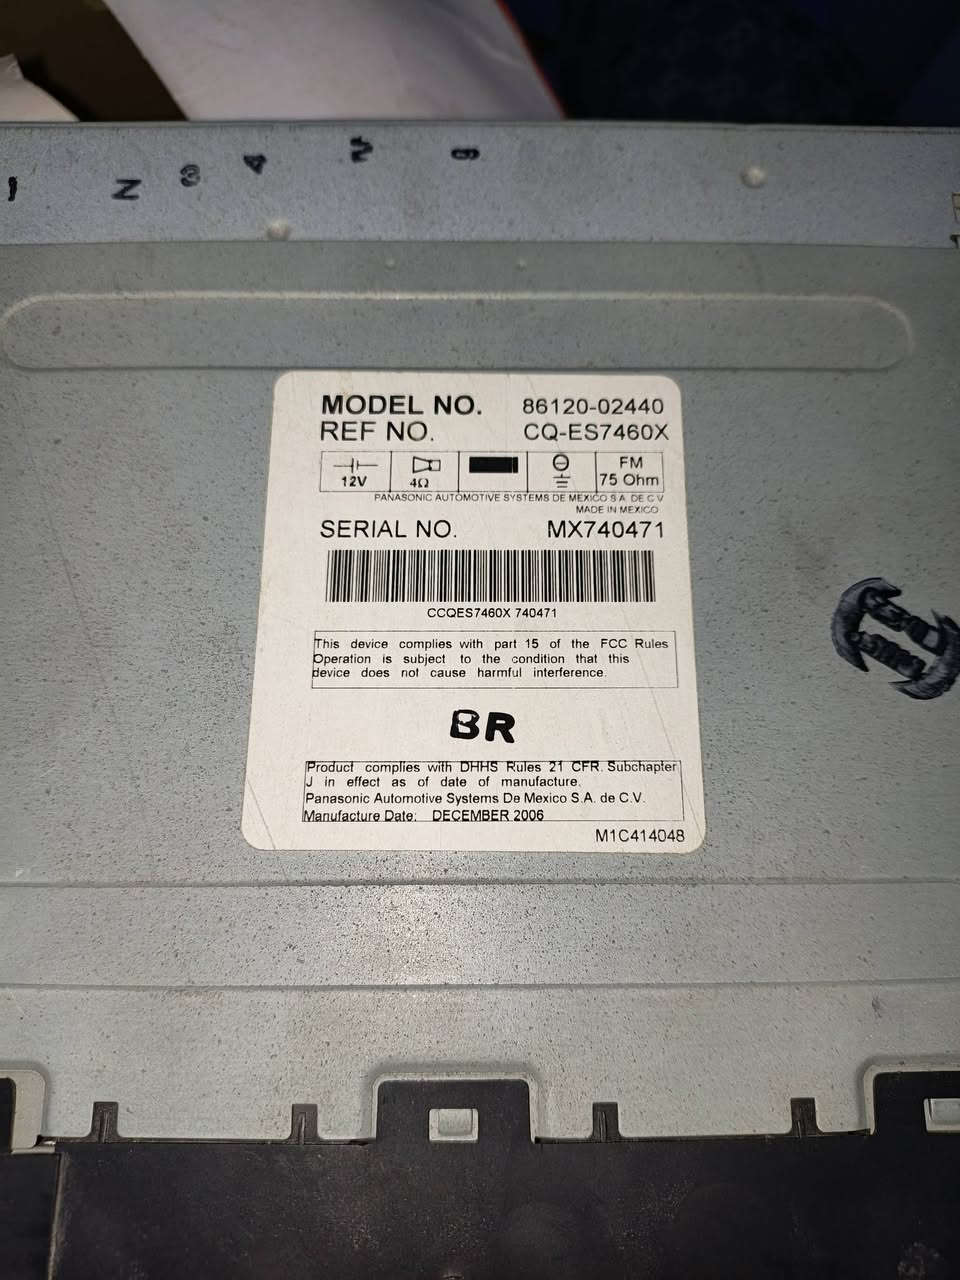 1 2 3 4 5 6
MODEL NO. 86120-02440
REF NO. CQ-ES7460X
12V 4Ω FM 75 Ohm
PANASONIC AUTOMOTIVE SYSTEMS DE MEXICO S A. DE C V
MADE IN MEXICO
SERIAL NO. MX740471
CCQES7460X 740471
This device complies with part 15 of the FCC Rules
Operation is subject to the condition that this
device does not cause harmful interference.
BR
Product complies with DHHS Rules 21 CFR. Subchapter
J in effect as of date of manufacture.
Panasonic Automotive Systems De Mexico S.A. de C.V.
Manufacture Date: DECEMBER 2006
M1C414048